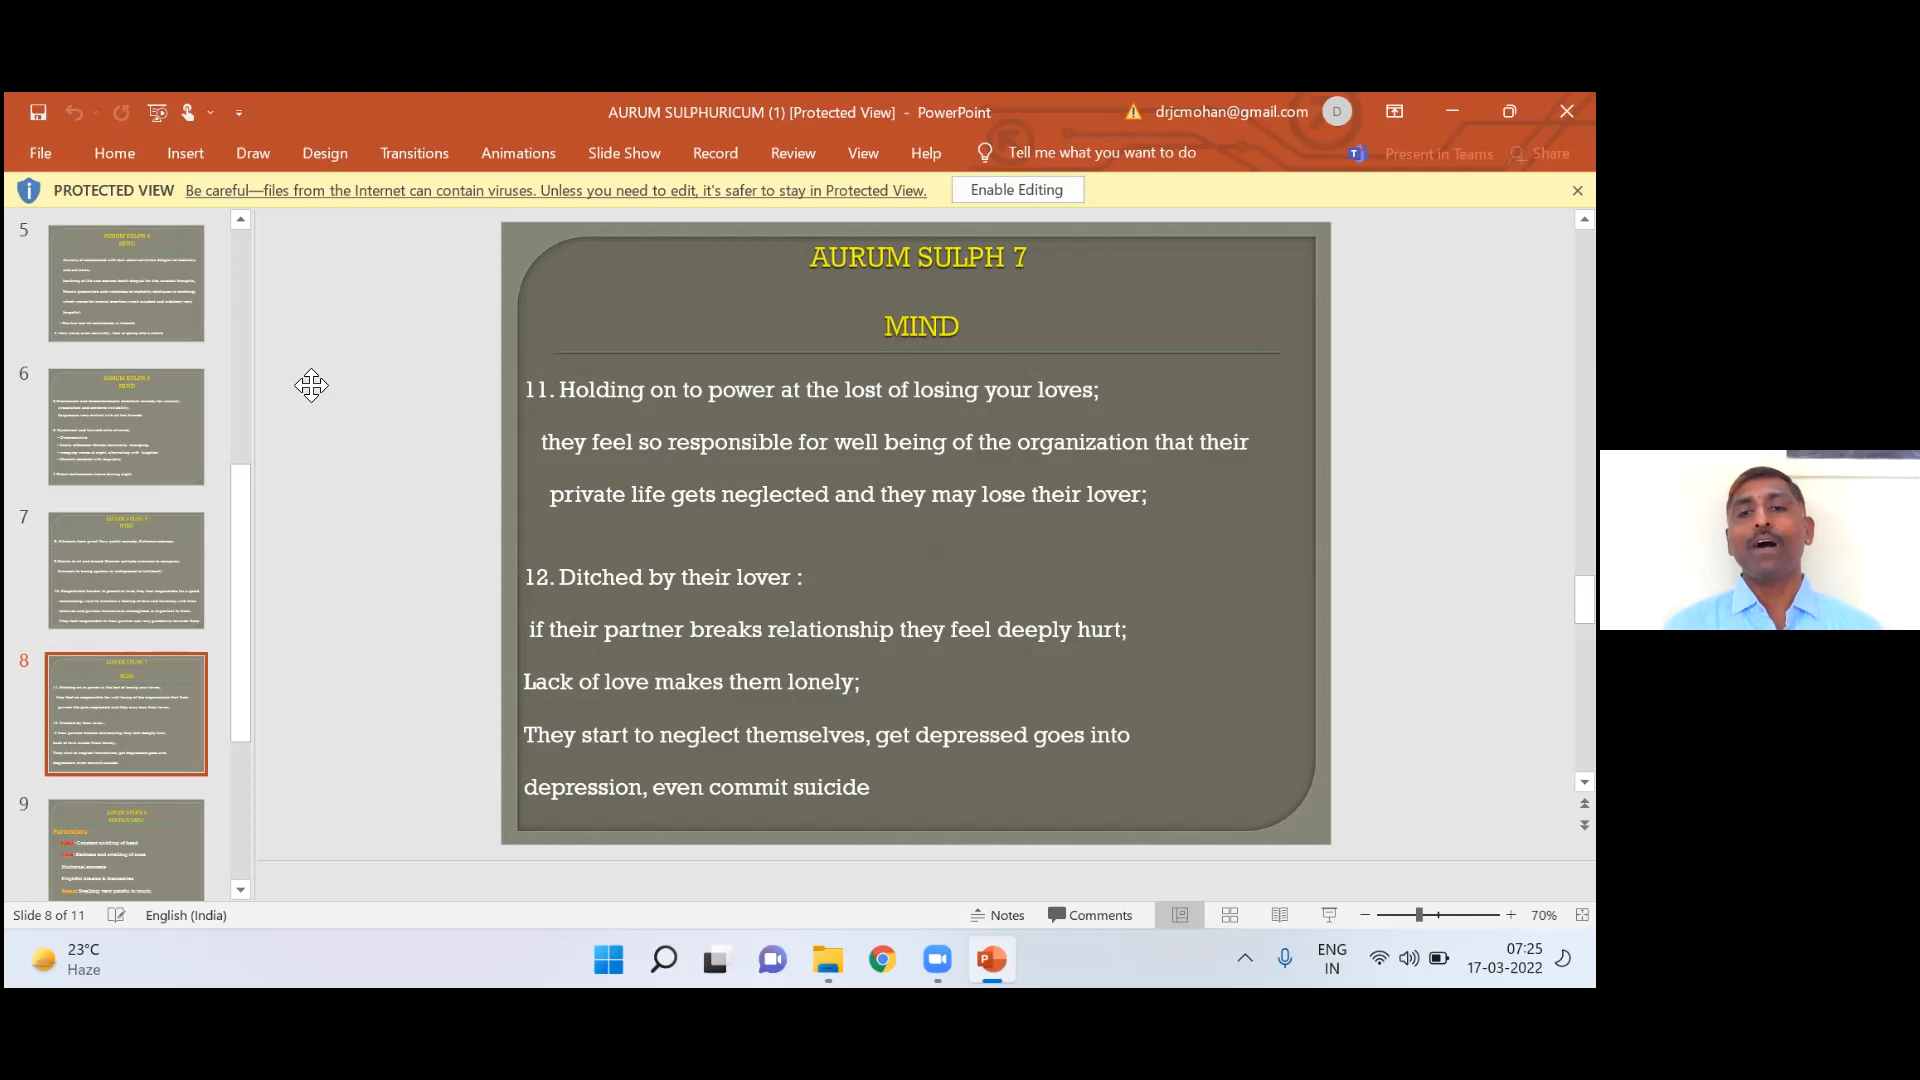 AURUM SULPHURICUM (1) [Protected View] - PowerPoint
drjcmohan@gmail.com
D
File Home Insert Draw Design Transitions Animations Slide Show Record Review View Help Tell me what you want to do
Present in Teams Share
PROTECTED VIEW Be careful—files from the Internet can contain viruses. Unless you need to edit, it's safer to stay in Protected View. Enable Editing
5
6
7
8
9
AURUM SULPH 7
MIND
11. Holding on to power at the lost of losing your loves;
they feel so responsible for well being of the organization that their
private life gets neglected and they may lose their lover;
12. Ditched by their lover :
if their partner breaks relationship they feel deeply hurt;
Lack of love makes them lonely;
They start to neglect themselves, get depressed goes into
depression, even commit suicide
Slide 8 of 11 English (India) Notes Comments 70%
23°C
Haze
ENG
IN
07:25
17-03-2022